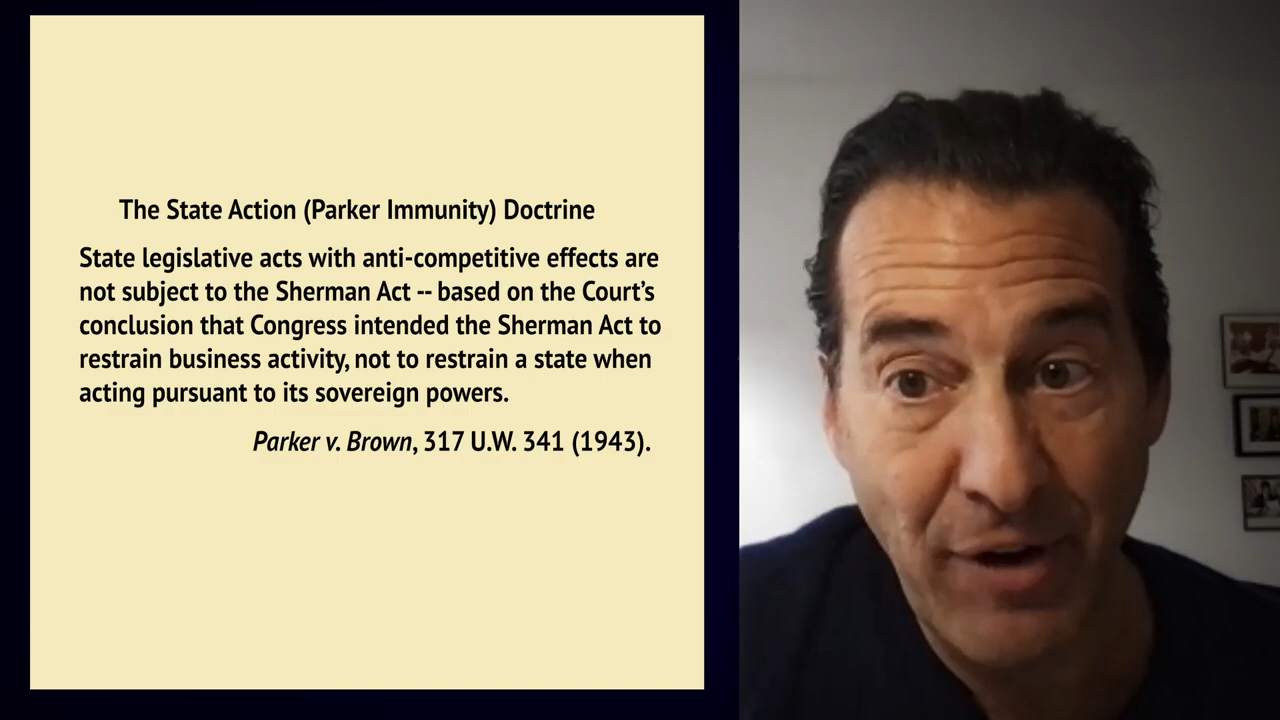 The State Action (Parker Immunity) Doctrine
State legislative acts with anti-competitive effects are
not subject to the Sherman Act -- based on the Court's
conclusion that Congress intended the Sherman Act to
restrain business activity, not to restrain a state when
acting pursuant to its sovereign powers.
Parker v. Brown, 317 U.W. 341 (1943).